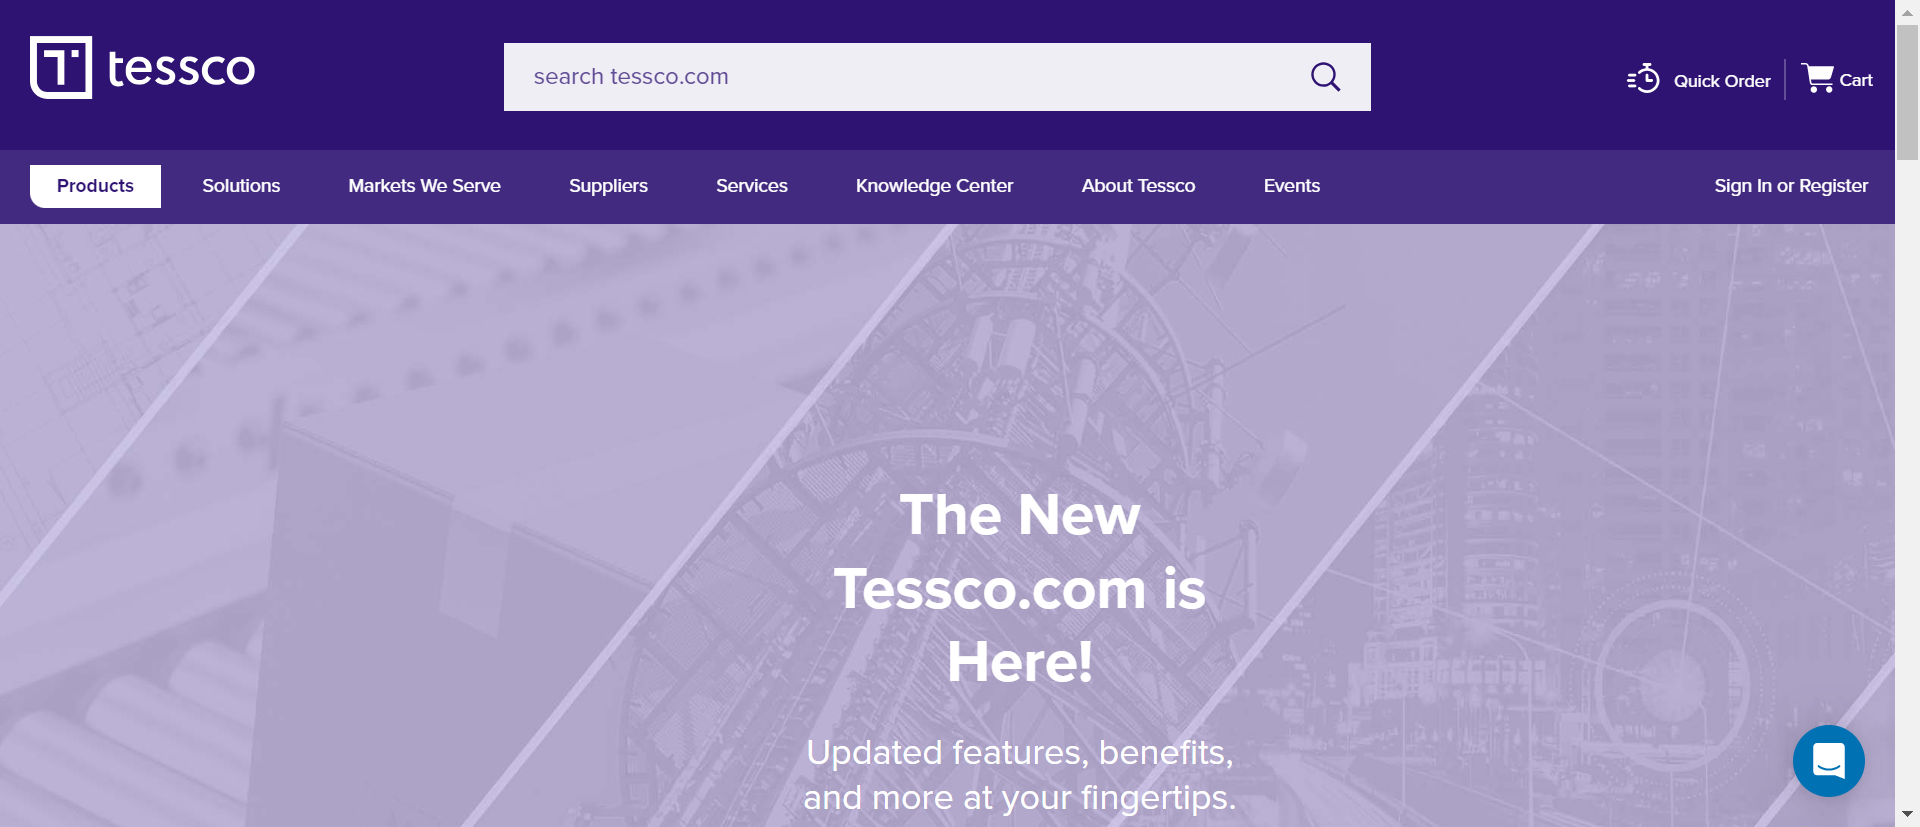 tessco
search tessco.com
Quick Order
Cart
Products
Solutions
Markets We Serve
Suppliers
Services
Knowledge Center
About Tessco
Events
Sign In or Register
The New
Tessco.com is
Here!
Updated features, benefits,
and more at your fingertips.